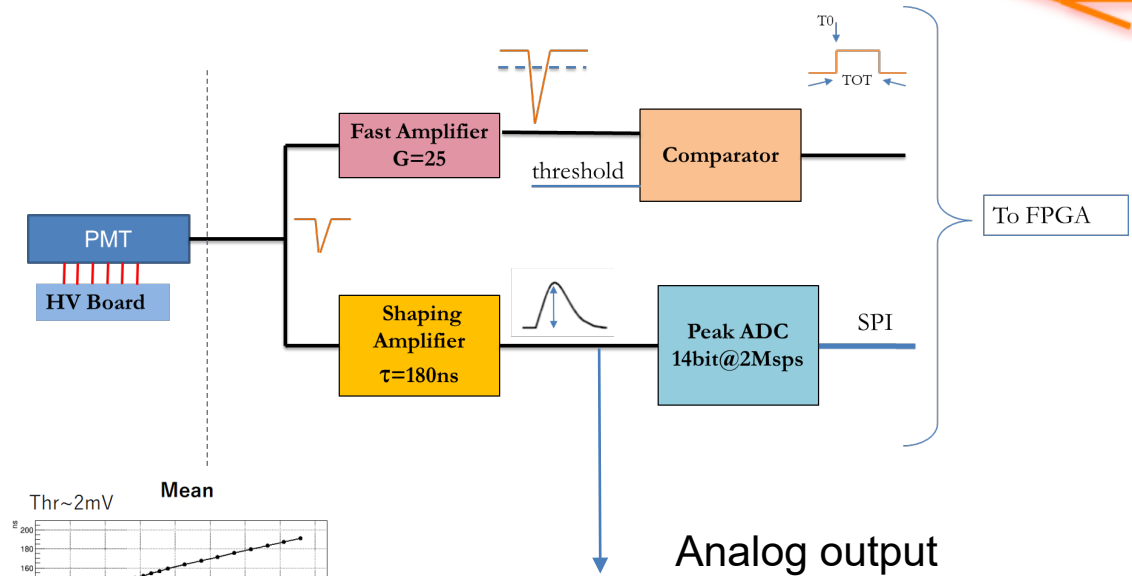 T0
TOT
Fast Amplifier
G=25
threshold
Comparator
To FPGA
PMT
HV Board
Shaping
Amplifier
τ=180ns
Peak ADC
14bit@2Msps
SPI
Thr~2mV
Mean
ns
200
180
160
Analog output